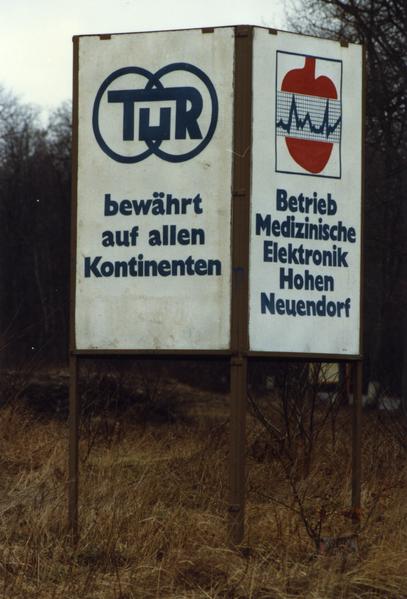 TUR
bewährt
auf allen
Kontinenten
Betrieb
Medizinische
Elektronik
Hohen
Neuendorf